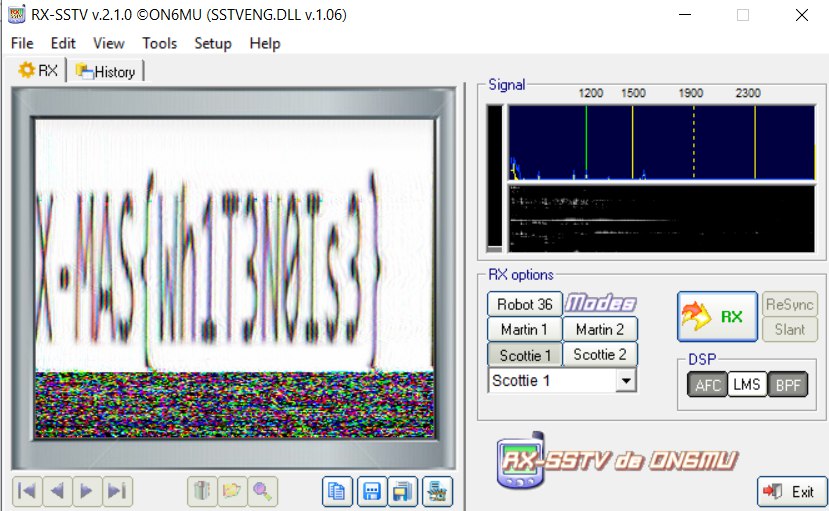 RX-SSTV v.2.1.0 ©ON6MU (SSTVENG.DLL v.1.06)
File Edit View Tools Setup Help
RX History
X-MAS{Wh1T3N0Is3}
Signal
1200 1500 1900 2300
RX options
Robot 36 Modes
Martin 1 Martin 2
Scottie 1 Scottie 2
Scottie 1
RX
ReSync
Slant
DSP
AFC LMS BPF
RX-SSTV de ON6MU
Exit